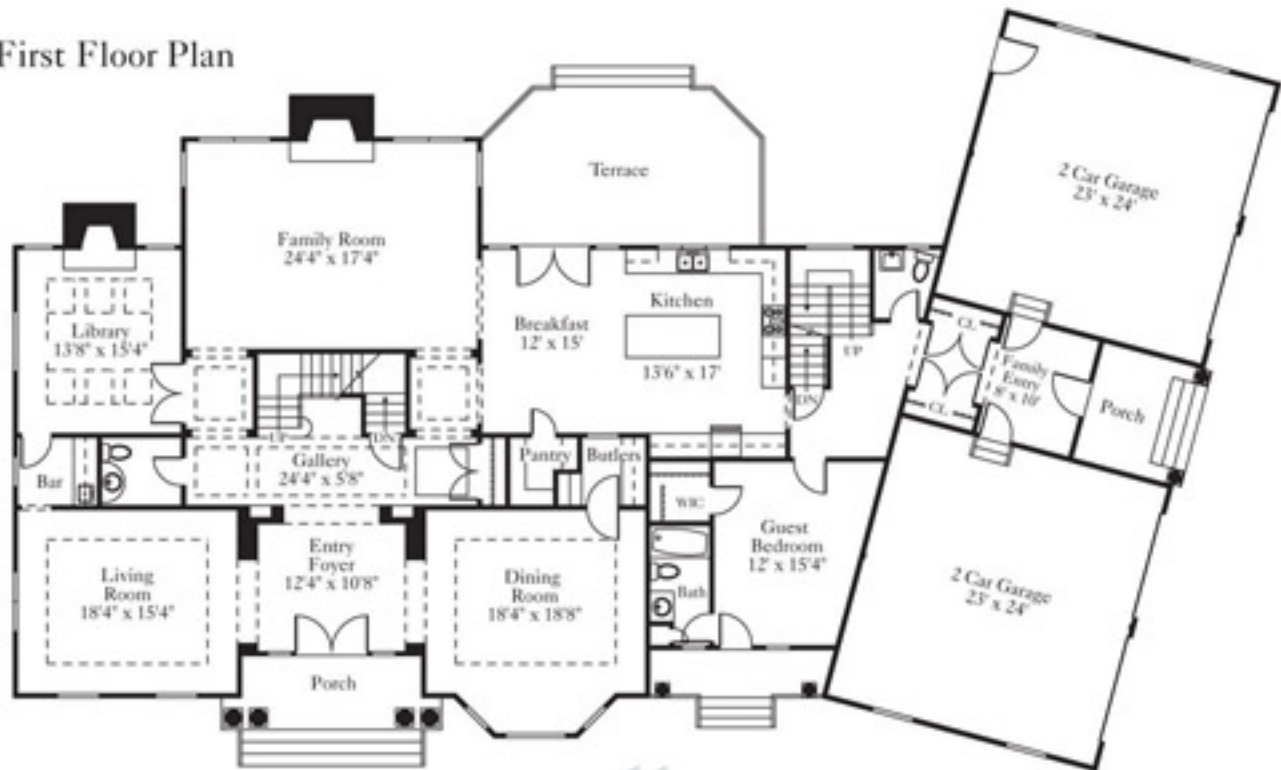 First Floor Plan
Terrace
Family Room
24'4" x 17'4"
Library
13'8" x 15'4"
Breakfast
12' x 15'
Kitchen
13'6" x 17'
UP
DN
2 Car Garage
23' x 24'
CL
CL
Family
Entry
8' x 10'
Porch
UP
DN
Gallery
24'4" x 5'8"
Bar
Pantry
Butlers
WIC
Guest
Bedroom
12' x 15'4"
Bath
Living
Room
18'4" x 15'4"
Entry
Foyer
12'4" x 10'8"
Dining
Room
18'4" x 18'8"
2 Car Garage
23' x 24'
Porch